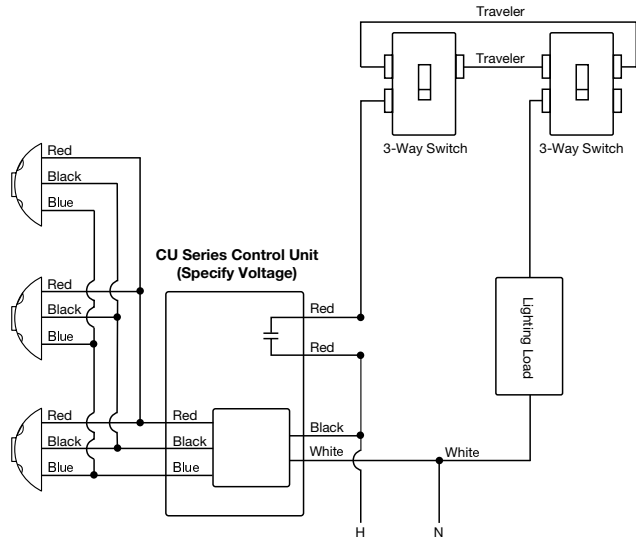 Traveler
Traveler
3-Way Switch
3-Way Switch
Red
Black
Blue
CU Series Control Unit
(Specify Voltage)
Red
Black
Blue
Red
Red
Lighting Load
Red
Black
Blue
Red
Black
Blue
Black
White
White
H
N